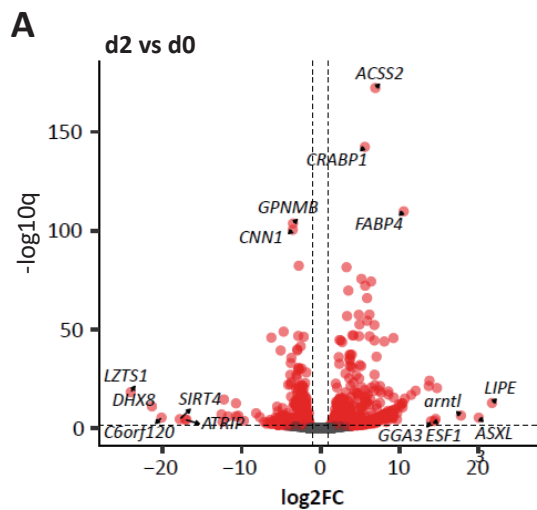 A
d2 vs d0
ACSS2
150
CRABP1
GPNMB
FABP4
100
CNN1
-log10q
50
LZTS1
DHX8
SIRT4
arntl
LIPE
C6orf120
ATRIP
GGA3
ESF1
ASXL
3
0
−20
−10
0
10
20
log2FC